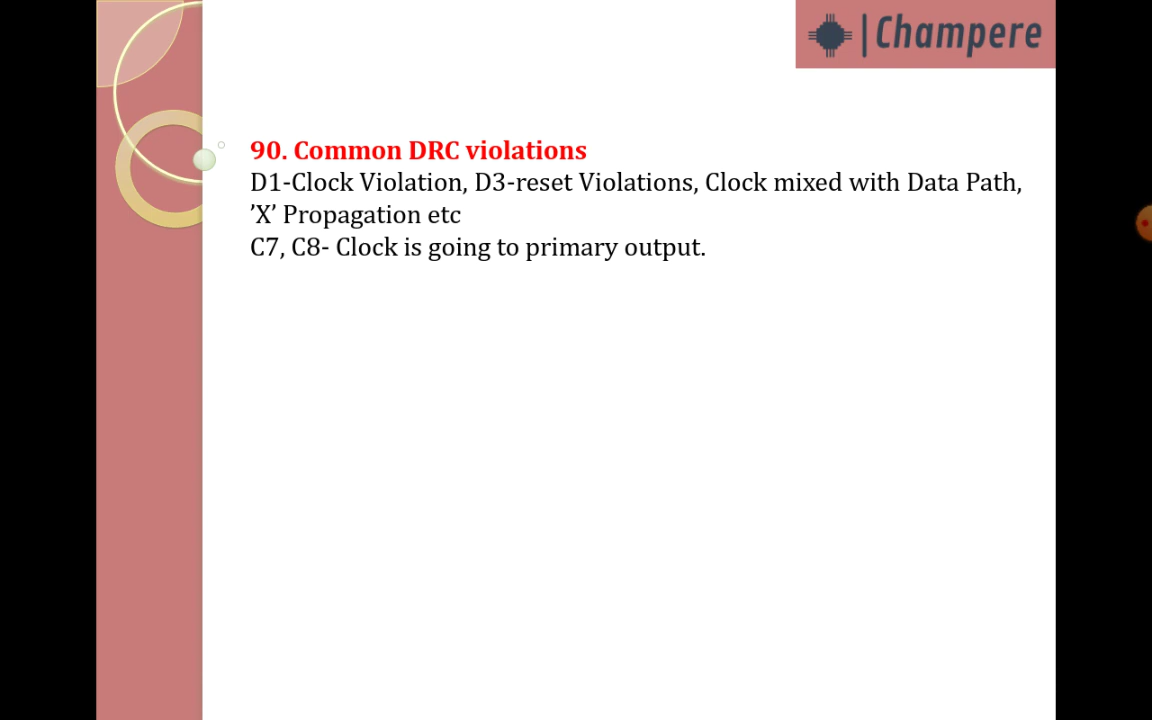 | Champere
90. Common DRC violations
D1-Clock Violation, D3-reset Violations, Clock mixed with Data Path,
’X’ Propagation etc
C7, C8- Clock is going to primary output.